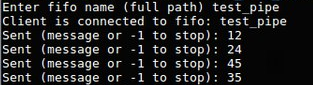 Enter fifo name (full path) test_pipe
Client is connected to fifo: test_pipe
Sent (message or -1 to stop): 12
Sent (message or -1 to stop): 24
Sent (message or -1 to stop): 45
Sent (message or -1 to stop): 35